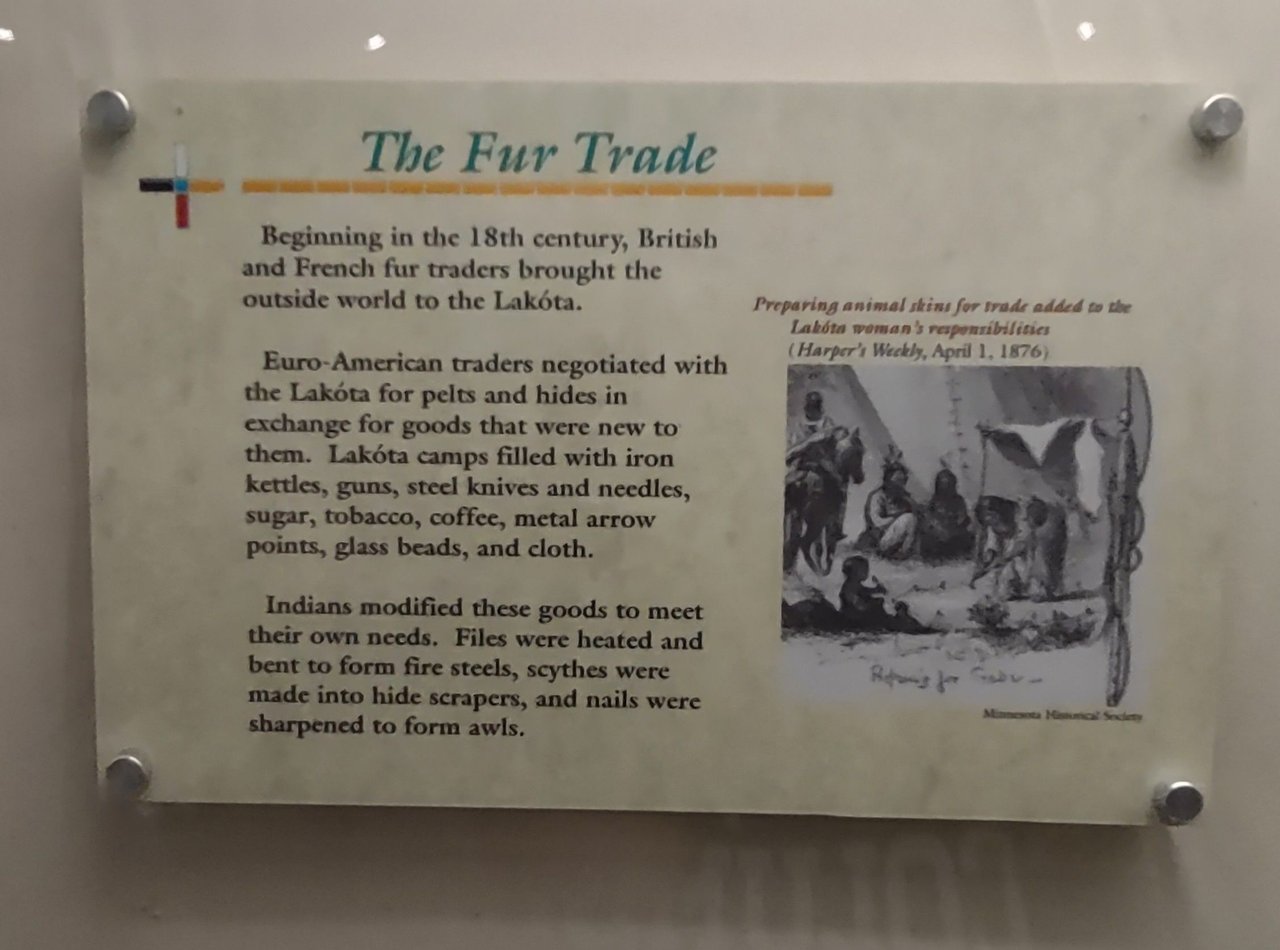 The Fur Trade
Beginning in the 18th century, British
and French fur traders brought the
outside world to the Lakóta.
Euro-American traders negotiated with
the Lakóta for pelts and hides in
exchange for goods that were new to
them. Lakóta camps filled with iron
kettles, guns, steel knives and needles,
sugar, tobacco, coffee, metal arrow
points, glass beads, and cloth.
Indians modified these goods to meet
their own needs. Files were heated and
bent to form fire steels, scythes were
made into hide scrapers, and nails were
sharpened to form awls.
Preparing animal skins for trade added to the
Lakóta woman's responsibilities
(Harper's Weekly, April 1, 1876)
for
Minnesota Historical Society